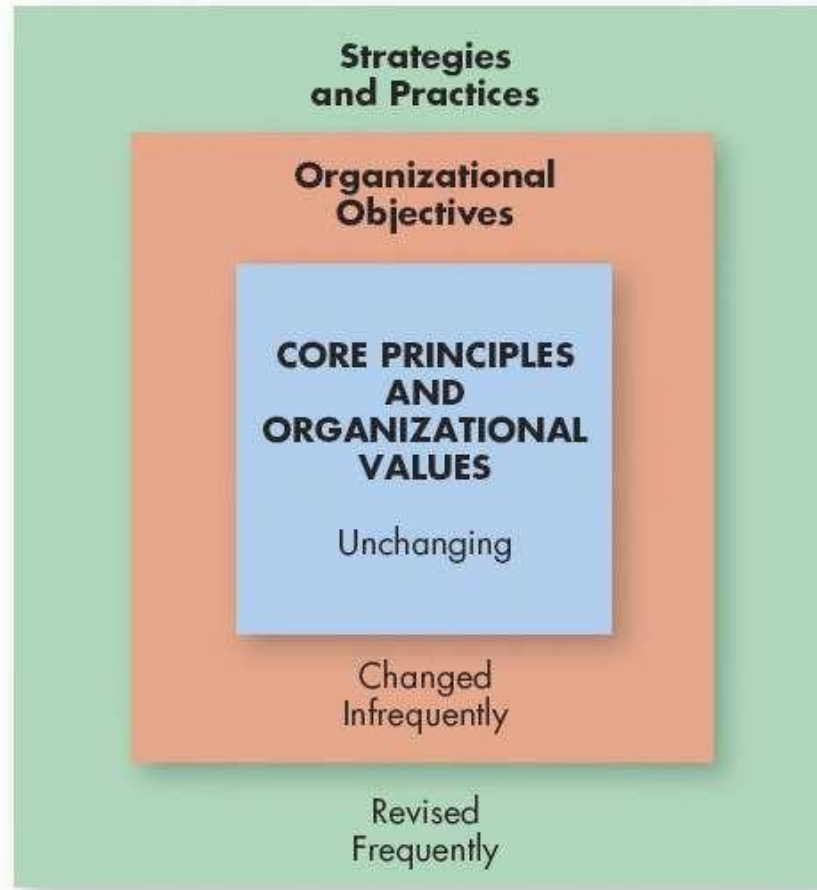 Strategies
and Practices
Organizational
Objectives
CORE PRINCIPLES
AND
ORGANIZATIONAL
VALUES
Unchanging
Changed
Infrequently
Revised
Frequently